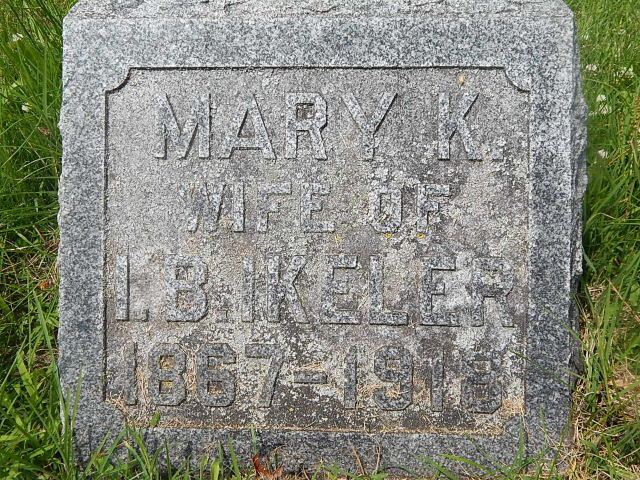 MARY K.
WIFE OF
I. B. IKELER
1867-1918